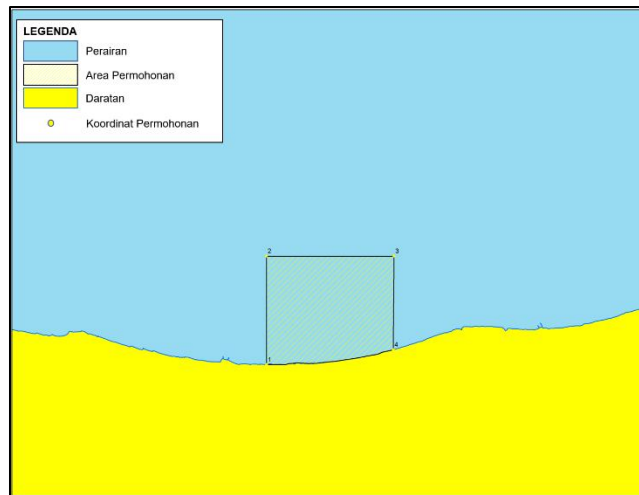 LEGENDA
Perairan
Area Permohonan
Daratan
Koordinat Permohonan
2
3
1
4